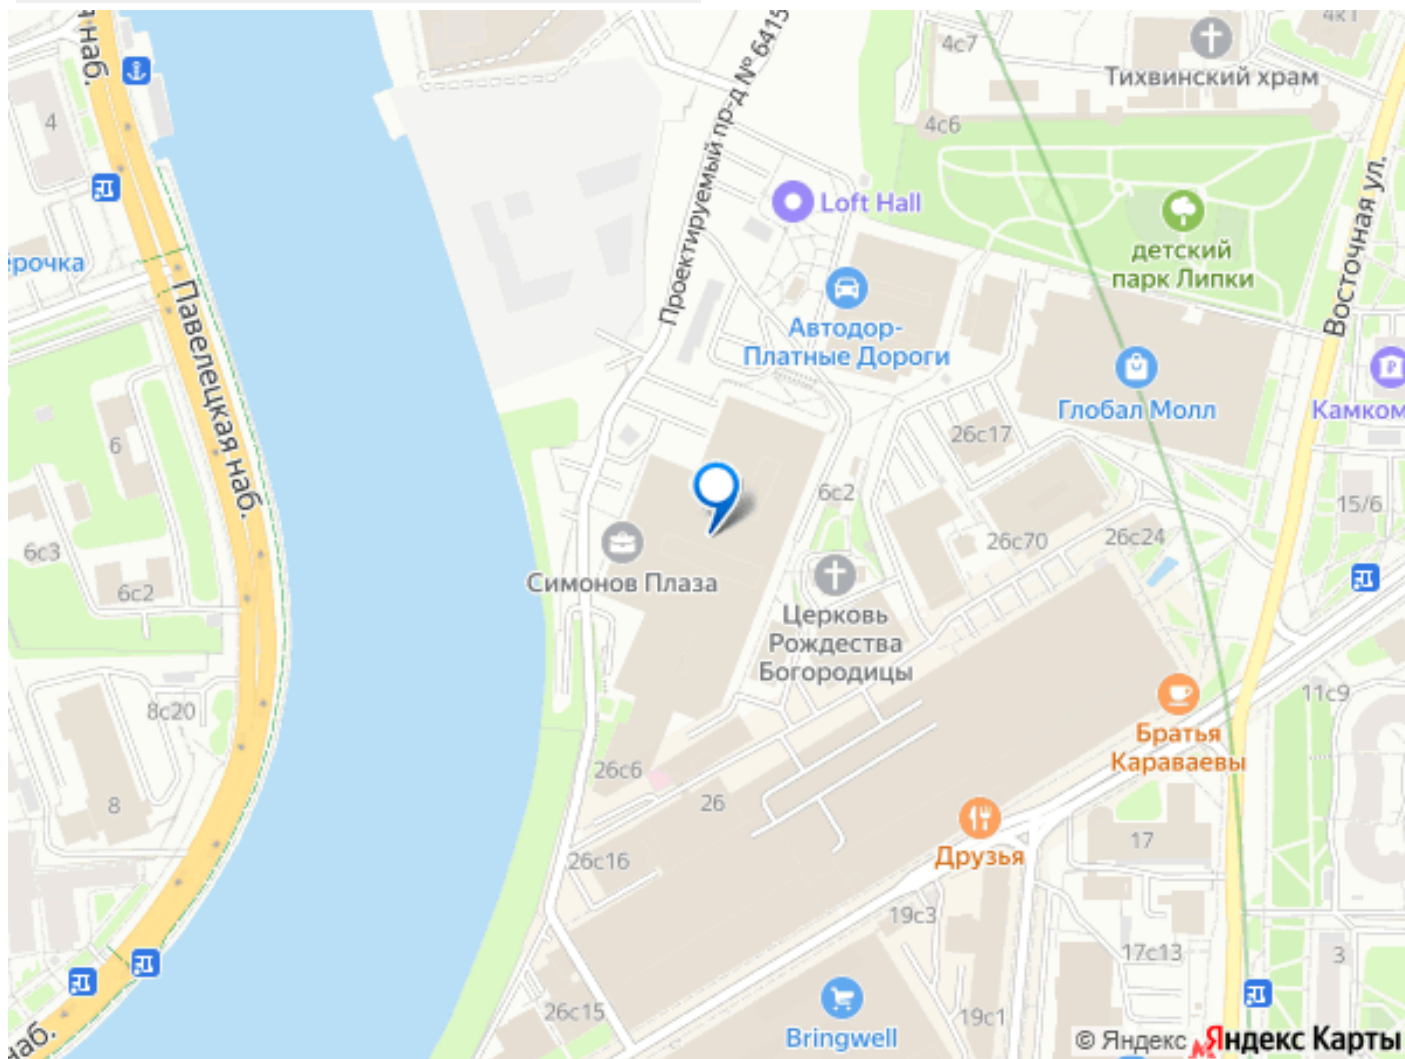 наб.
4
ерочка
Павелецкая наб.
6
6с3
6с2
8с20
8
наб.
Проектируемый пр-д № 6415
4с7
4к1
Тихвинский храм
4с6
Loft Hall
детский
парк Липки
Восточная ул.
Автодор-
Платные Дороги
Глобал Молл
Камком
26с17
6с2
15/6
26с70
26с24
Симонов Плаза
Церковь
Рождества
Богородицы
11с9
Братья
Караваевы
26с6
26
26с16
Друзья
17
19с3
17с13
3
26с15
19с1
Bringwell
© Яндекс
Яндекс Карты